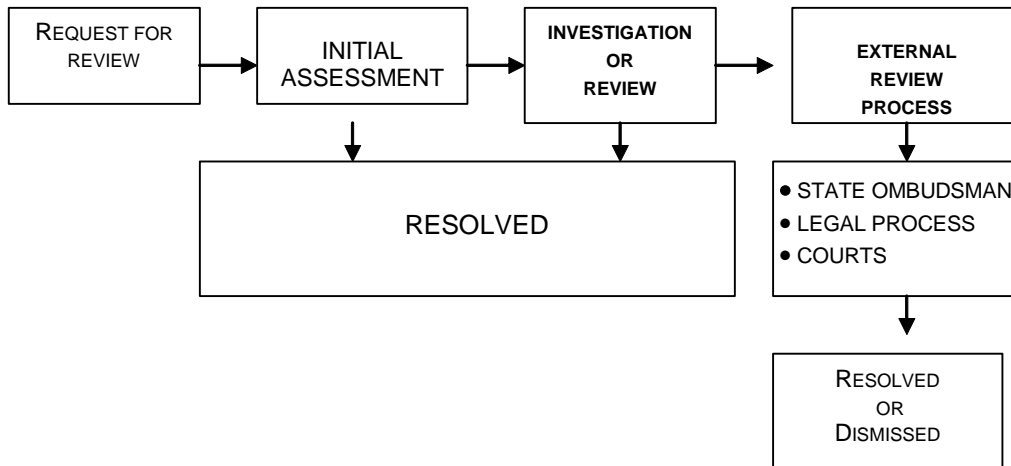 REQUEST FOR
REVIEW
INITIAL
ASSESSMENT
INVESTIGATION
OR
REVIEW
EXTERNAL
REVIEW
PROCESS
RESOLVED
• STATE OMBUDSMAN
• LEGAL PROCESS
• COURTS
RESOLVED
OR
DISMISSED